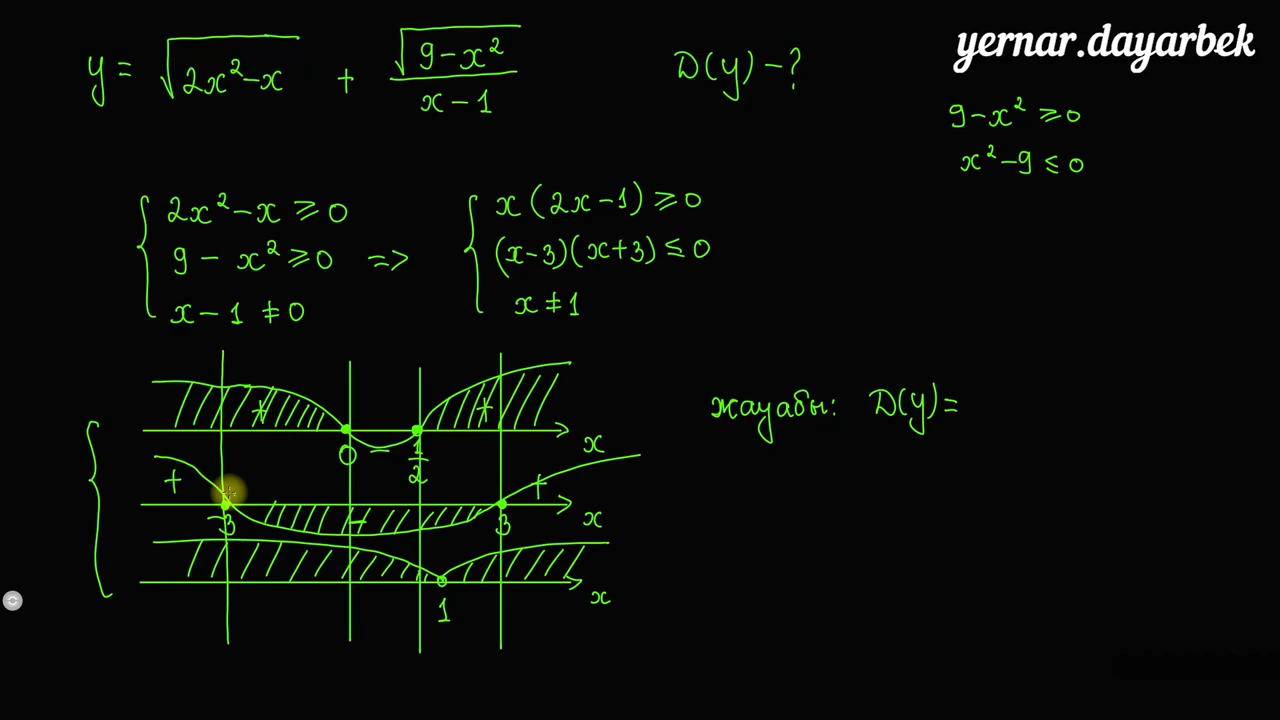 yernar.dayarbek
y = √(2x² - x) + √(9 - x²)/(x - 1)
D(y) - ?
9 - x² ≥ 0
x² - 9 ≤ 0
{ 2x² - x ≥ 0
9 - x² ≥ 0 =>
x - 1 ≠ 0
{ x(2x - 1) ≥ 0
(x - 3)(x + 3) ≤ 0
x ≠ 1
+ +
0 - 1/2 x
+ +
-3 - 3 x
1 x
жауабы: D(y) =